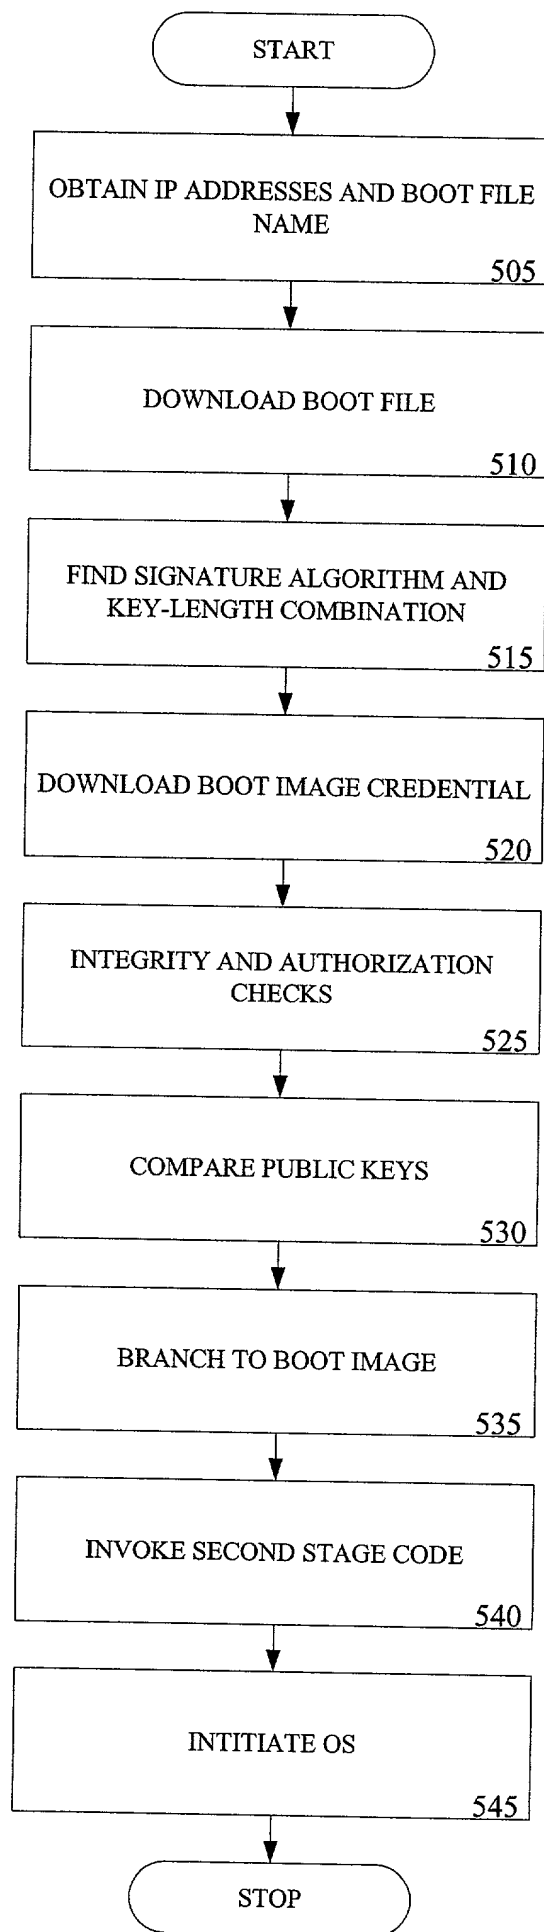 START
OBTAIN IP ADDRESSES AND BOOT FILE
NAME
505
DOWNLOAD BOOT FILE
510
FIND SIGNATURE ALGORITHM AND
KEY-LENGTH COMBINATION
515
DOWNLOAD BOOT IMAGE CREDENTIAL
520
INTEGRITY AND AUTHORIZATION
CHECKS
525
COMPARE PUBLIC KEYS
530
BRANCH TO BOOT IMAGE
535
INVOKE SECOND STAGE CODE
540
INTITIATE OS
545
STOP